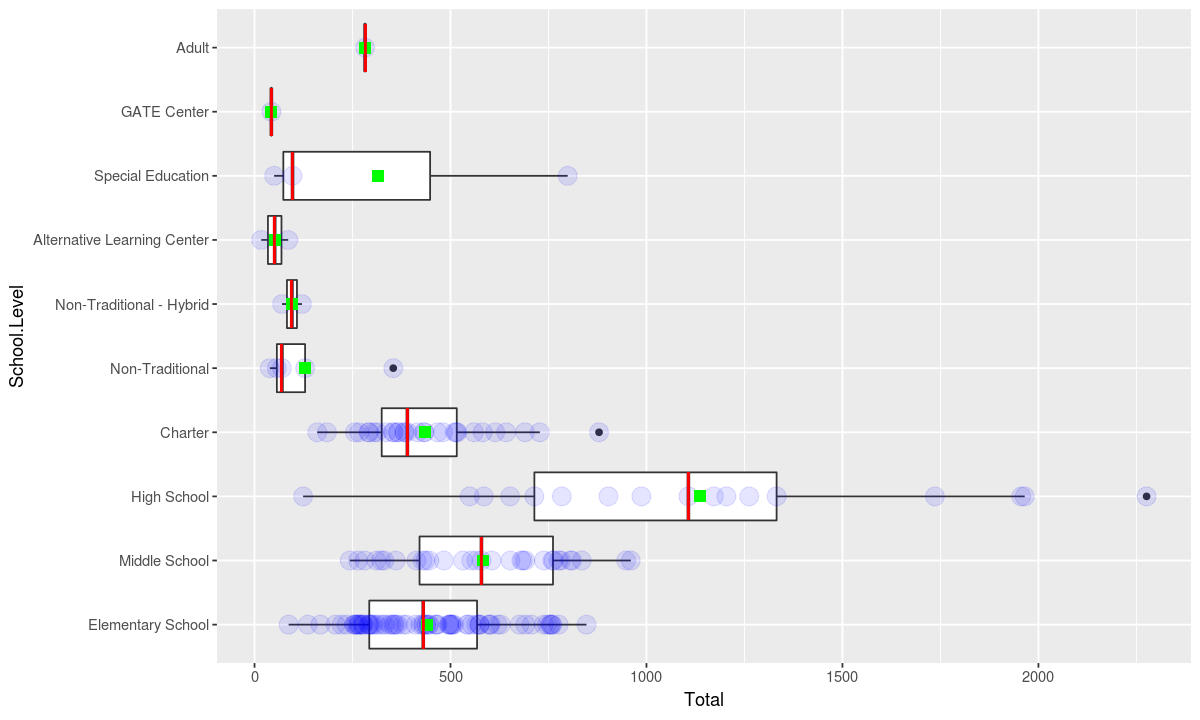 School.Level
Adult
GATE Center
Special Education
Alternative Learning Center
Non-Traditional - Hybrid
Non-Traditional
Charter
High School
Middle School
Elementary School
0 500 1000 1500 2000
Total